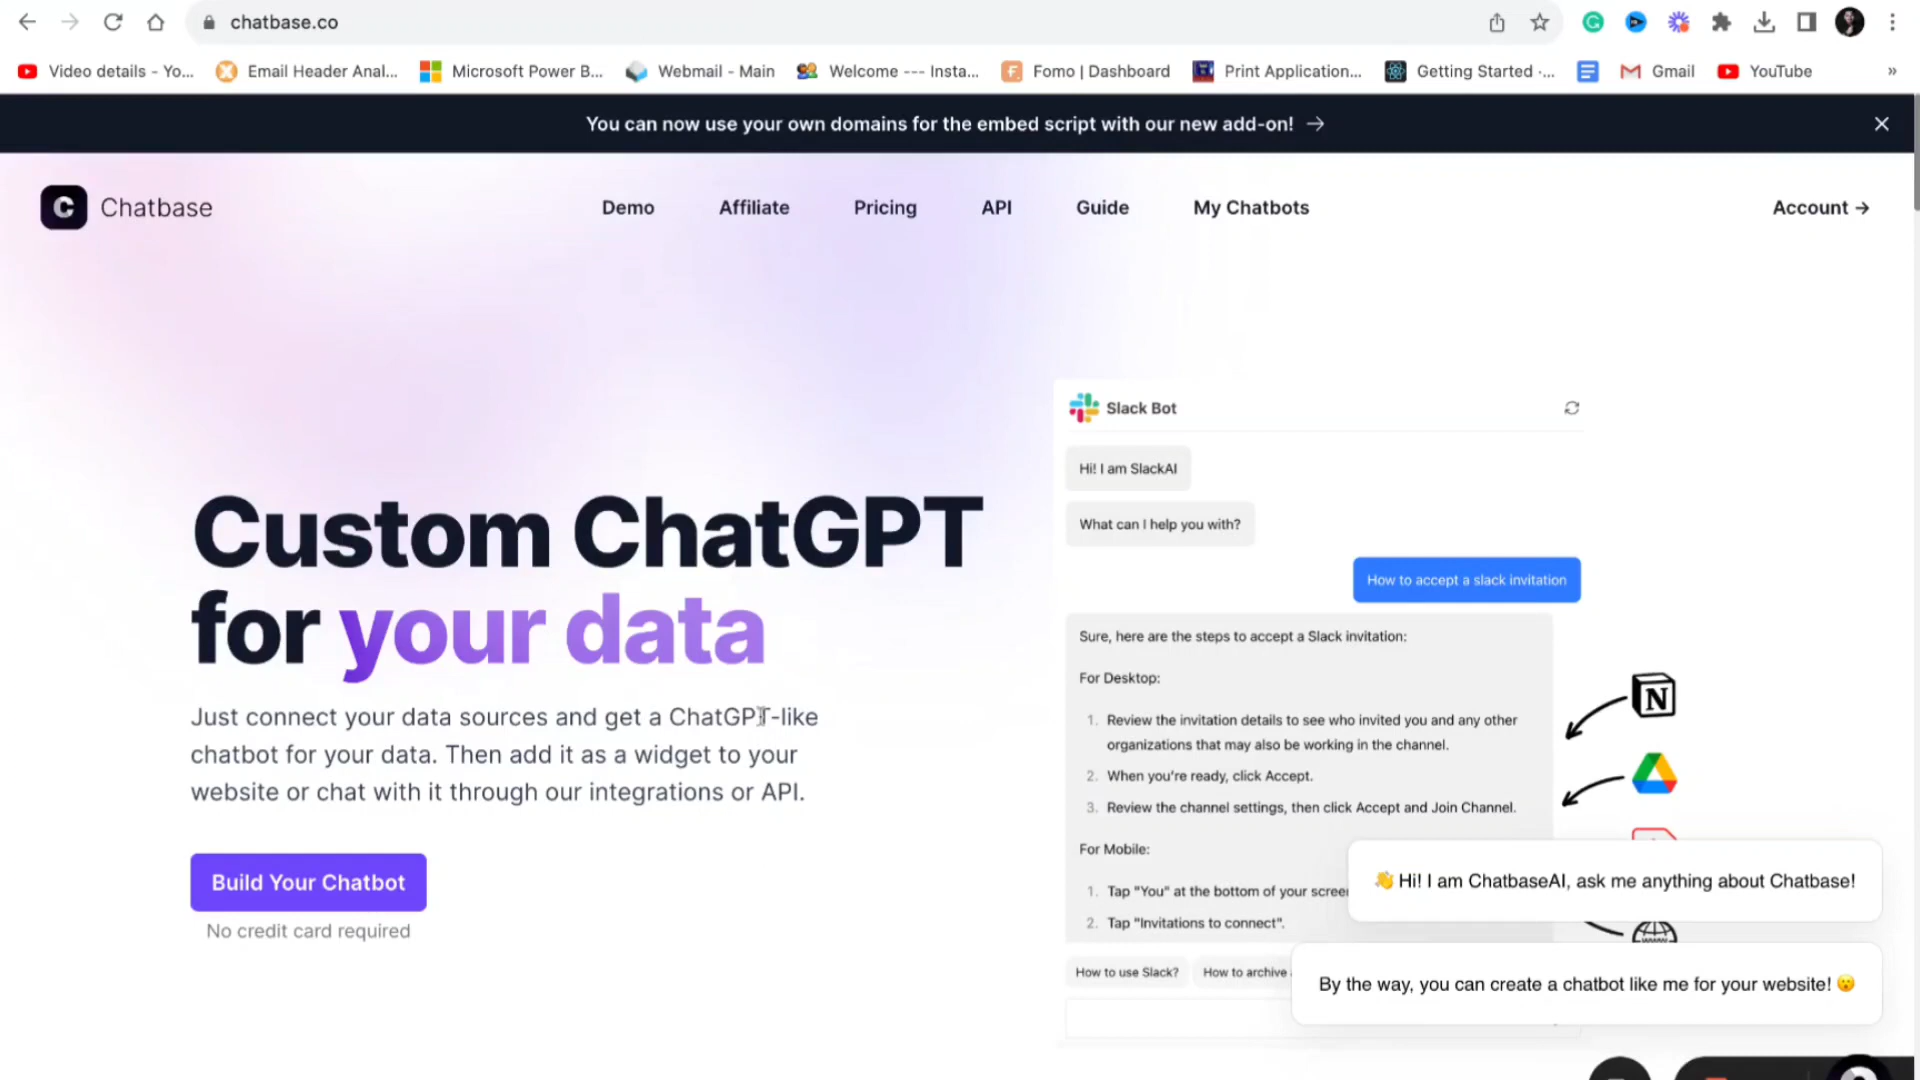 chatbase.co
Video details - Yo...
Email Header Anal...
Microsoft Power B...
Webmail - Main
Welcome --- Insta...
Fomo | Dashboard
Print Application...
Getting Started ·...
Gmail
YouTube
»
You can now use your own domains for the embed script with our new add-on! →
C Chatbase
Demo
Affiliate
Pricing
API
Guide
My Chatbots
Account →
Custom ChatGPT
for your data
Just connect your data sources and get a ChatGPT-like
chatbot for your data. Then add it as a widget to your
website or chat with it through our integrations or API.
Build Your Chatbot
No credit card required
Slack Bot
Hi! I am SlackAI
What can I help you with?
How to accept a slack invitation
Sure, here are the steps to accept a Slack invitation:
For Desktop:
1. Review the invitation details to see who invited you and any other
organizations that may also be working in the channel.
2. When you're ready, click Accept.
3. Review the channel settings, then click Accept and Join Channel.
For Mobile:
1. Tap "You" at the bottom of your scree
2. Tap "Invitations to connect".
How to use Slack?
How to archive
N
👋 Hi! I am ChatbaseAI, ask me anything about Chatbase!
By the way, you can create a chatbot like me for your website! 😮